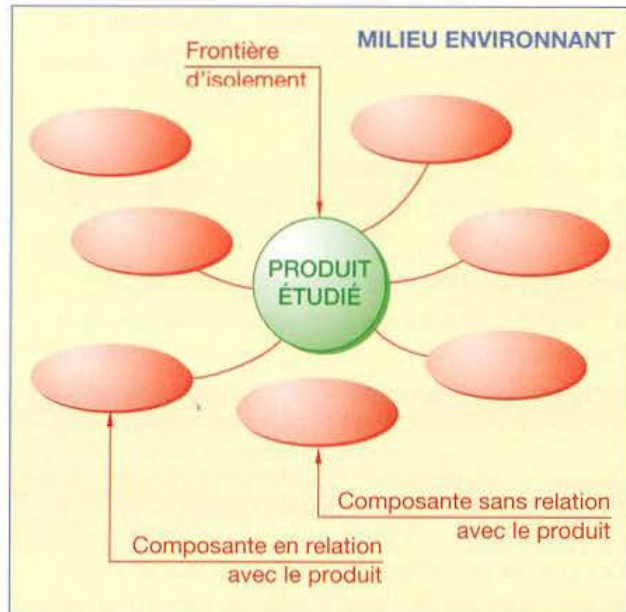 MILIEU ENVIRONNANT
Frontière
d'isolement
PRODUIT
ÉTUDIÉ
Composante sans relation
avec le produit
Composante en relation
avec le produit